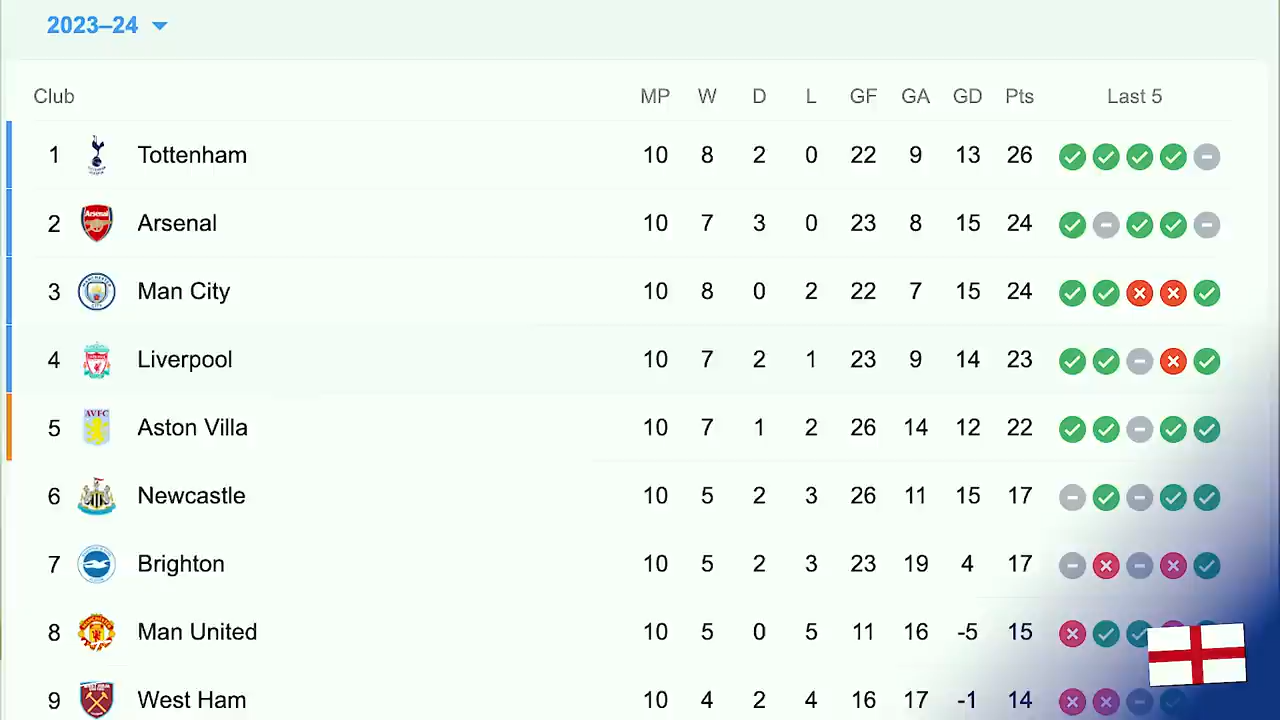 2023–24
Club MP W D L GF GA GD Pts Last 5
1 Tottenham 10 8 2 0 22 9 13 26
2 Arsenal Arsenal 10 7 3 0 23 8 15 24
3 Man City 10 8 0 2 22 7 15 24
4 Liverpool 10 7 2 1 23 9 14 23
5 AVFC Aston Villa 10 7 1 2 26 14 12 22
6 Newcastle 10 5 2 3 26 11 15 17
7 Brighton 10 5 2 3 23 19 4 17
8 Man United 10 5 0 5 11 16 -5 15
9 West Ham 10 4 2 4 16 17 -1 14